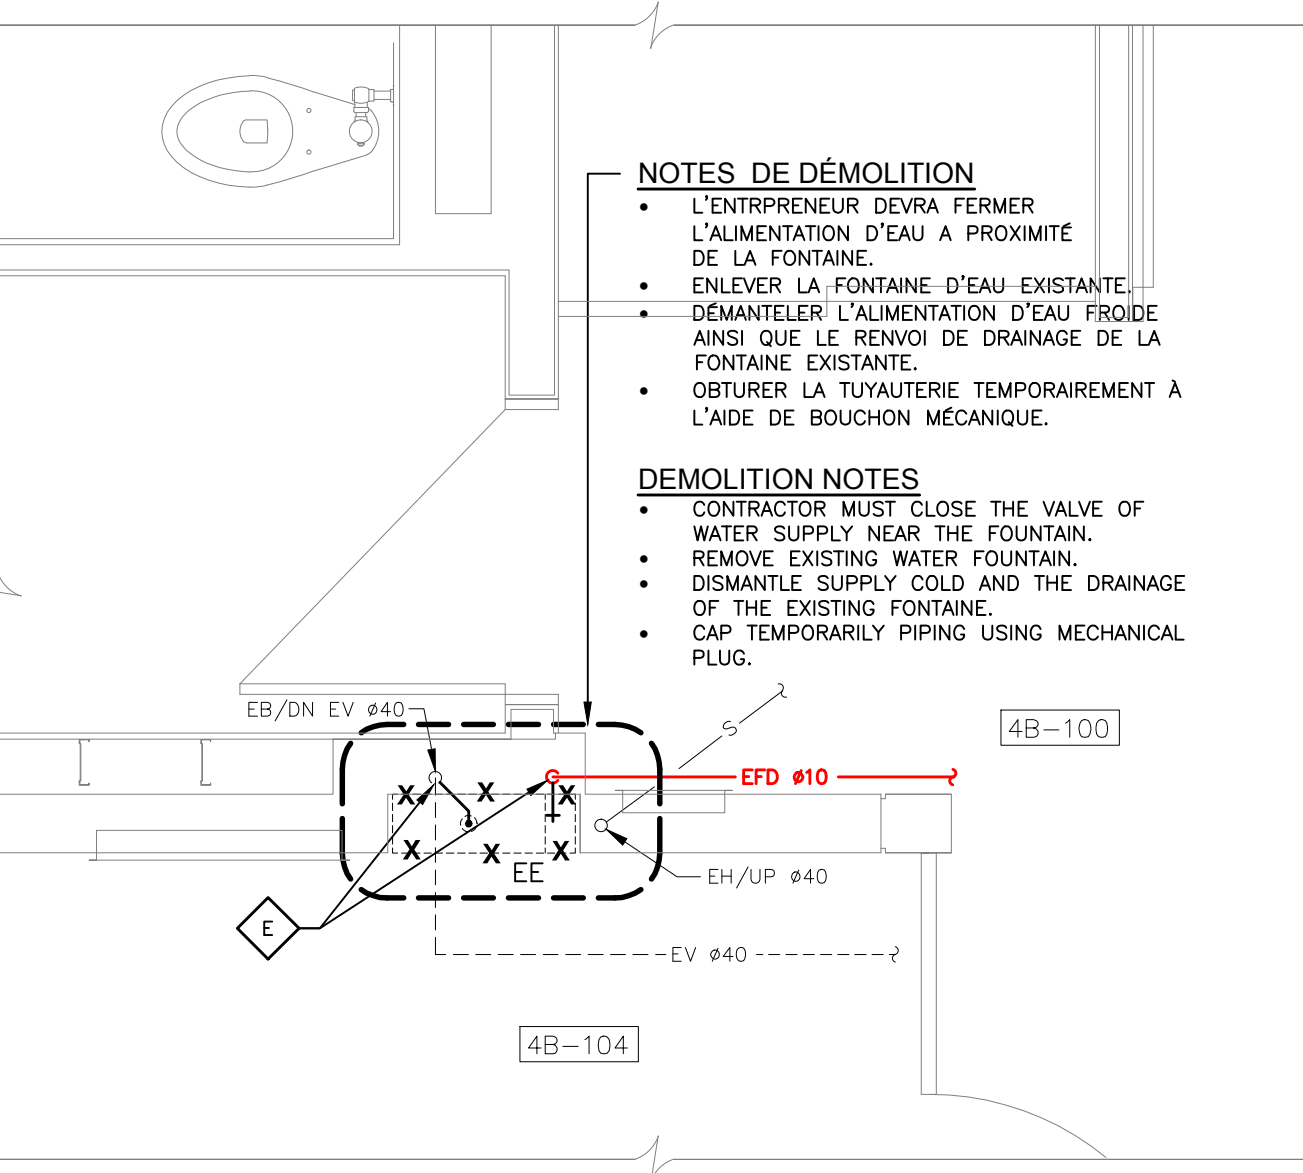 NOTES DE DÉMOLITION
• L'ENTRPRENEUR DEVRA FERMER
L'ALIMENTATION D'EAU A PROXIMITÉ
DE LA FONTAINE.
• ENLEVER LA FONTAINE D'EAU EXISTANTE.
• DÉMANTELER L'ALIMENTATION D'EAU FROIDE
AINSI QUE LE RENVOI DE DRAINAGE DE LA
FONTAINE EXISTANTE.
• OBTURER LA TUYAUTERIE TEMPORAIREMENT À
L'AIDE DE BOUCHON MÉCANIQUE.
DEMOLITION NOTES
• CONTRACTOR MUST CLOSE THE VALVE OF
WATER SUPPLY NEAR THE FOUNTAIN.
• REMOVE EXISTING WATER FOUNTAIN.
• DISMANTLE SUPPLY COLD AND THE DRAINAGE
OF THE EXISTING FONTAINE.
• CAP TEMPORARILY PIPING USING MECHANICAL
PLUG.
EB/DN EV ø40
S
4B-100
EFD ø10
X X X
X X X
EE
EH/UP ø40
E
EV ø40
4B-104